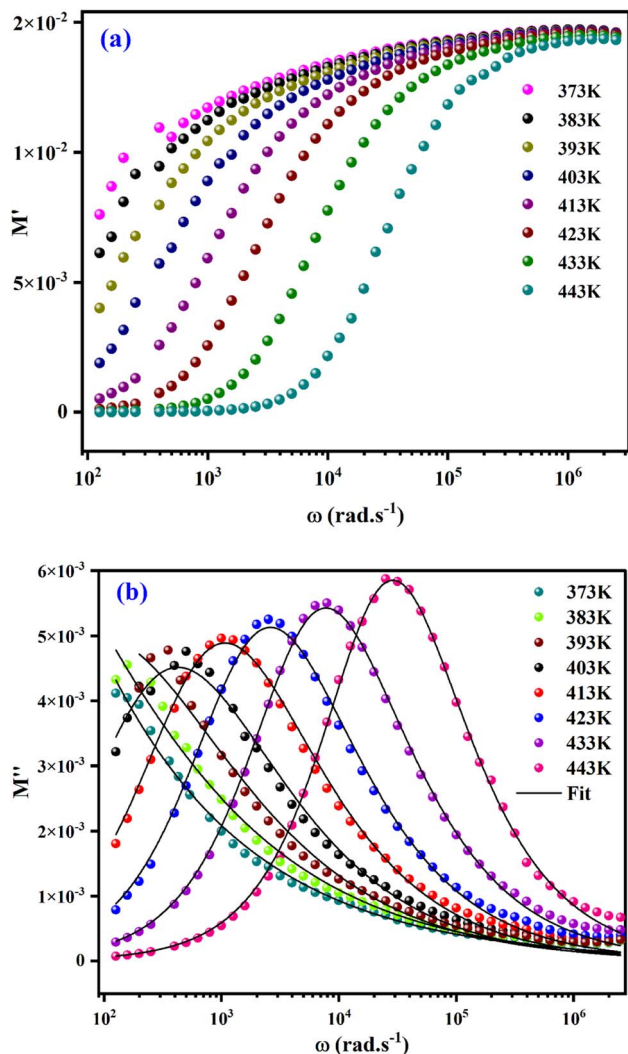 (a)
2×10⁻²
1×10⁻²
5×10⁻³
0
M'
373K
383K
393K
403K
413K
423K
433K
443K
10² 10³ 10⁴ 10⁵ 10⁶
ω (rad.s⁻¹)
(b)
6×10⁻³
5×10⁻³
4×10⁻³
3×10⁻³
2×10⁻³
1×10⁻³
0
M''
373K
383K
393K
403K
413K
423K
433K
443K
Fit
10² 10³ 10⁴ 10⁵ 10⁶
ω (rad.s⁻¹)